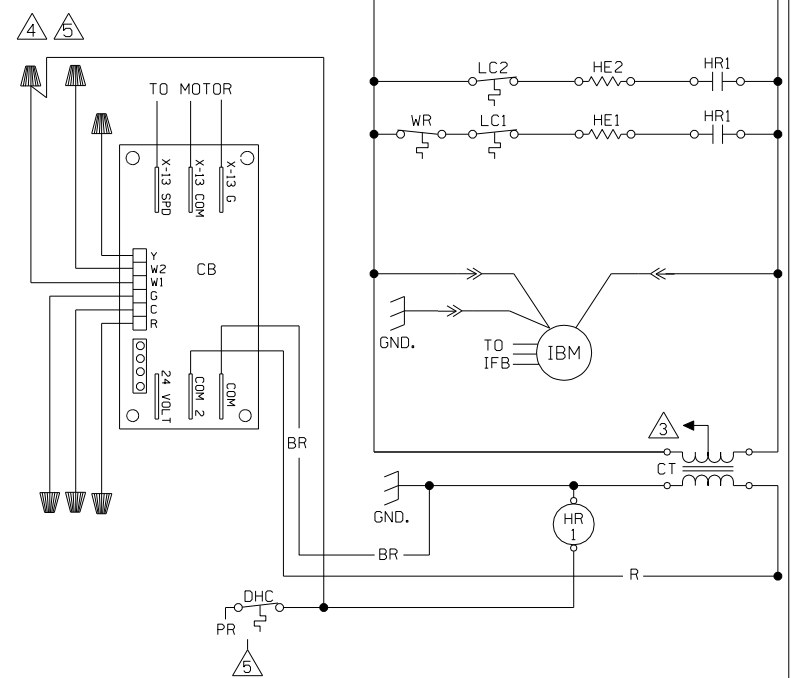 4 5
LC2 HE2 HR1
TO MOTOR
WR LC1 HE1 HR1
X-13 SPD
X-13 COM
X-13 G
Y
W2
W1
G
C
R
CB
GND.
TO
IFB
IBM
24 VOLT
COM 2
COM
3
BR
CT
GND.
HR
1
BR
R
DHC
PR
5